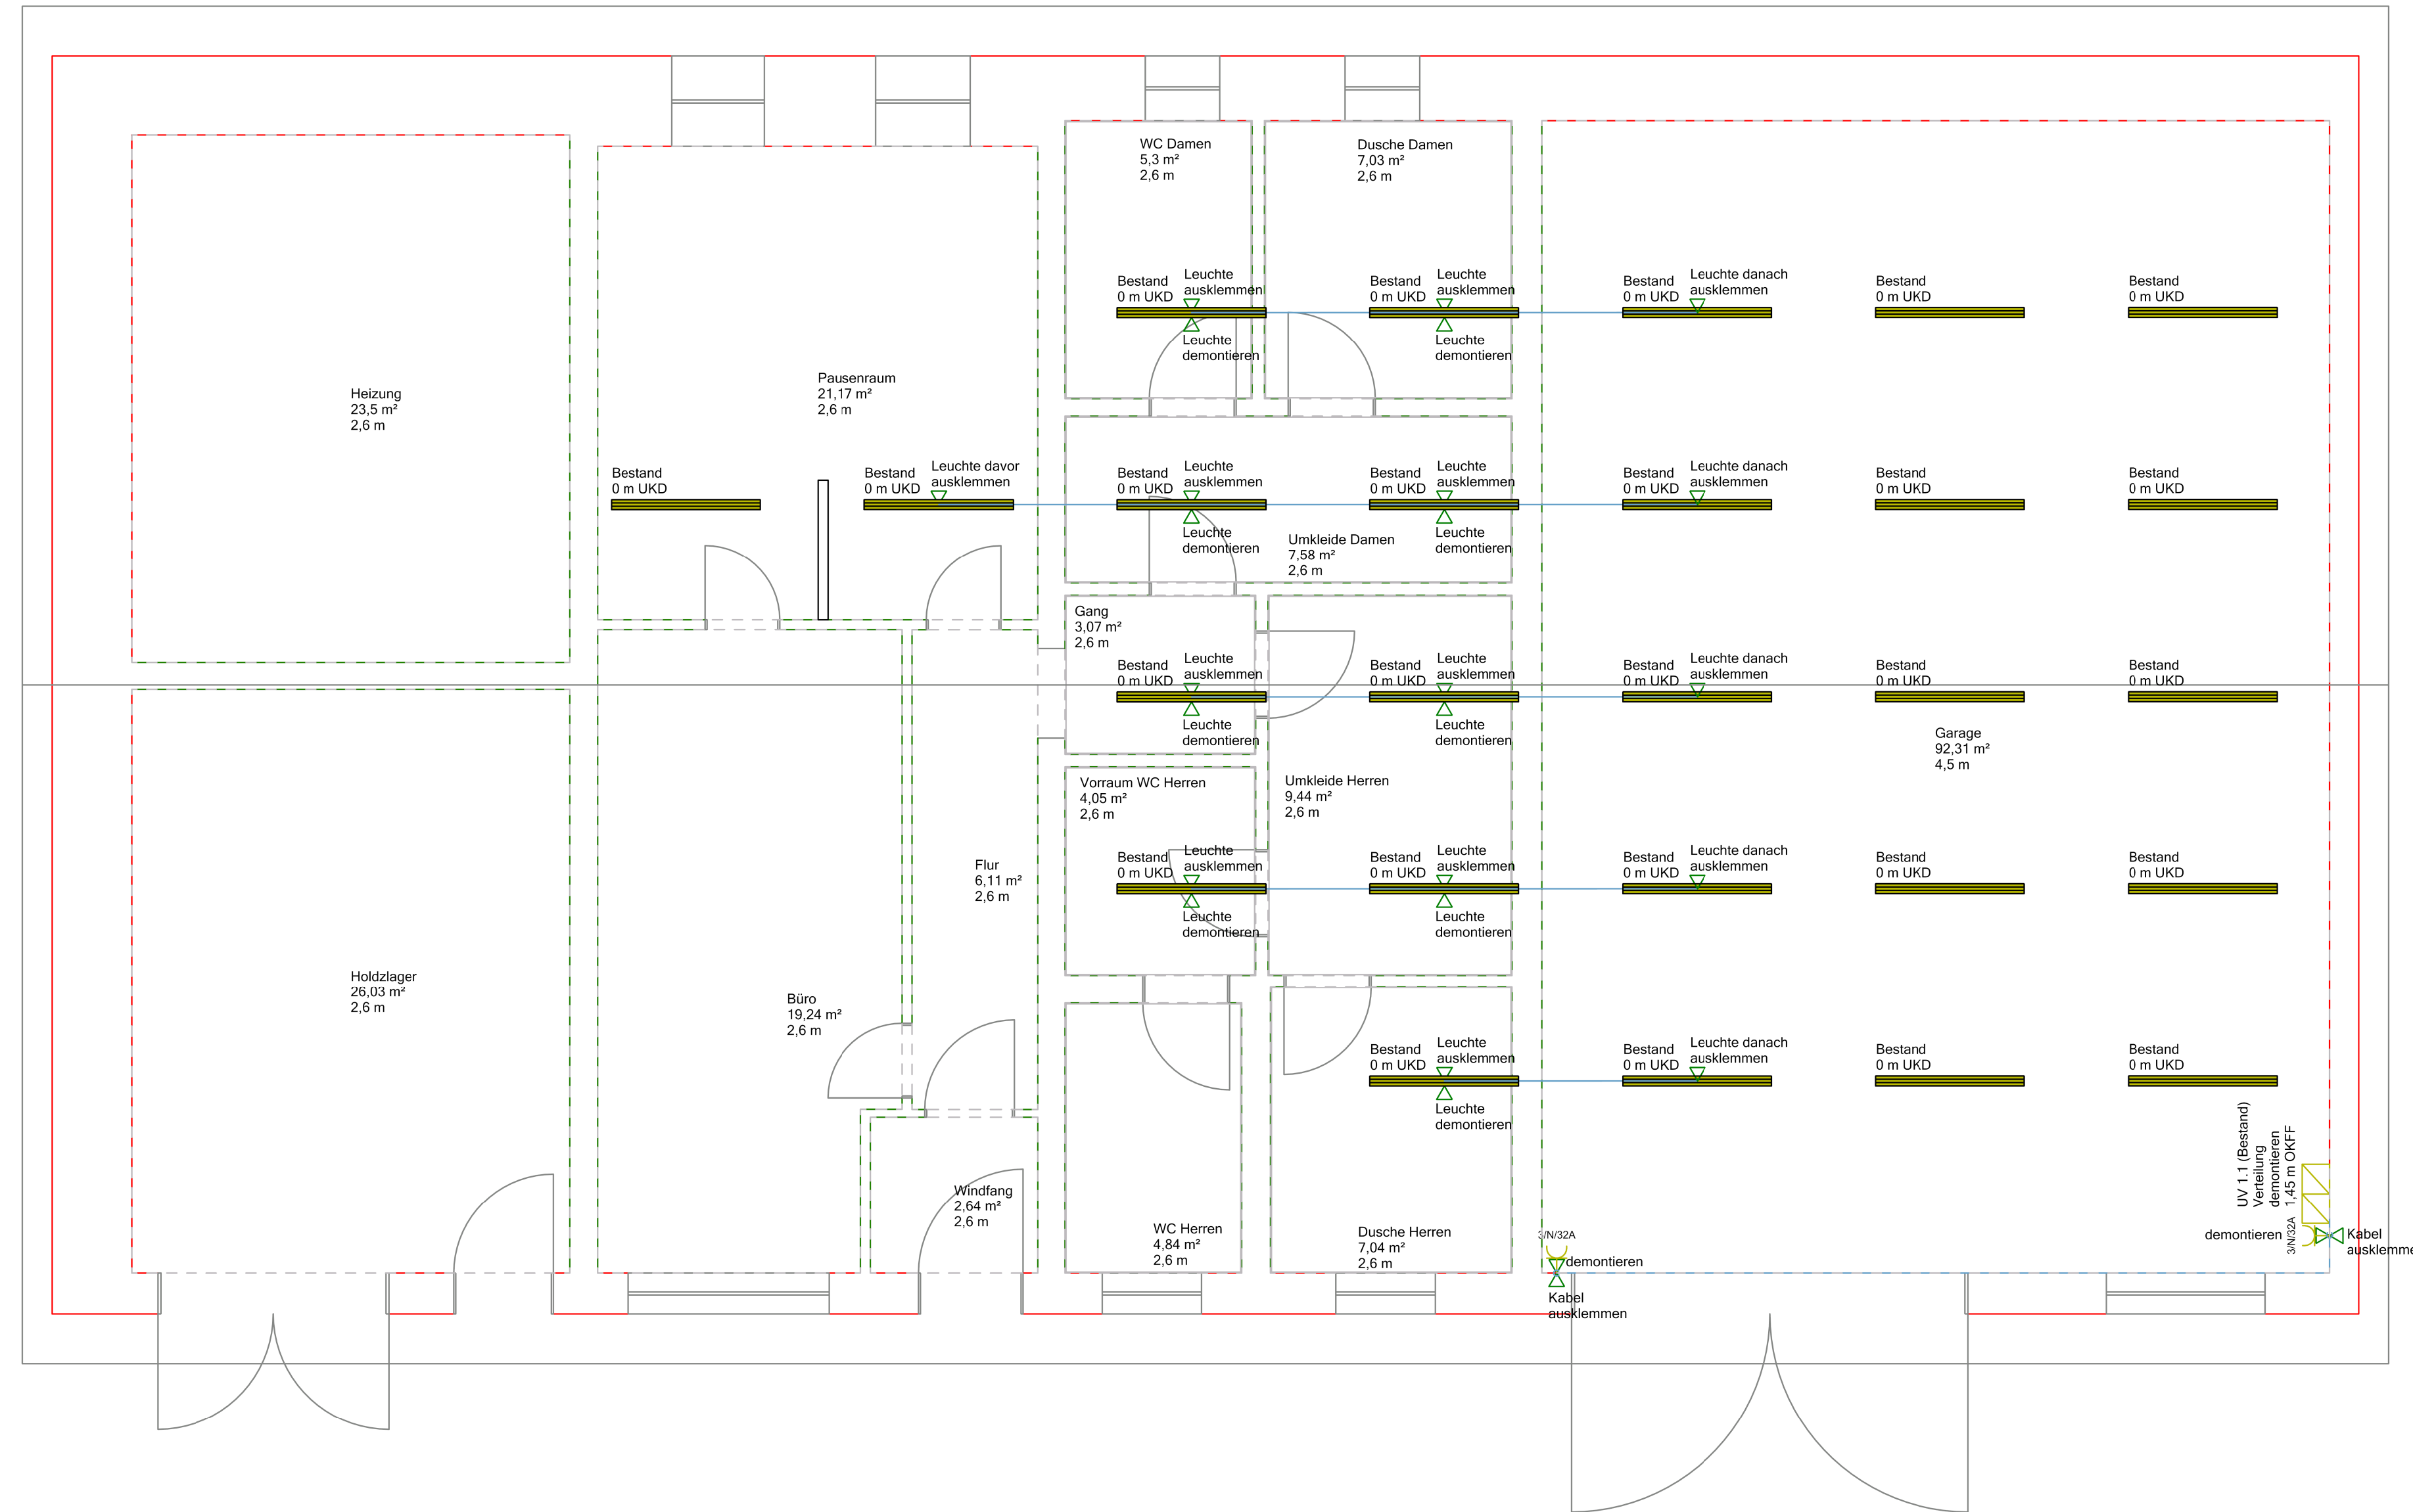 WC Damen
5,3 m²
2,6 m
Dusche Damen
7,03 m²
2,6 m
Bestand
0 m UKD
Leuchte
ausklemmen
Leuchte
demontieren
Bestand
0 m UKD
Leuchte
ausklemmen
Leuchte
demontieren
Bestand
0 m UKD
Leuchte danach
ausklemmen
Bestand
0 m UKD
Bestand
0 m UKD
Heizung
23,5 m²
2,6 m
Pausenraum
21,17 m²
2,6 m
Bestand
0 m UKD
Bestand
0 m UKD
Leuchte davor
ausklemmen
Bestand
0 m UKD
Leuchte
ausklemmen
Leuchte
demontieren
Bestand
0 m UKD
Leuchte
ausklemmen
Leuchte
demontieren
Bestand
0 m UKD
Leuchte danach
ausklemmen
Bestand
0 m UKD
Bestand
0 m UKD
Umkleide Damen
7,58 m²
2,6 m
Gang
3,07 m²
2,6 m
Bestand
0 m UKD
Leuchte
ausklemmen
Leuchte
demontieren
Bestand
0 m UKD
Leuchte
ausklemmen
Leuchte
demontieren
Bestand
0 m UKD
Leuchte danach
ausklemmen
Bestand
0 m UKD
Bestand
0 m UKD
Garage
92,31 m²
4,5 m
Vorraum WC Herren
4,05 m²
2,6 m
Umkleide Herren
9,44 m²
2,6 m
Flur
6,11 m²
2,6 m
Bestand
0 m UKD
Leuchte
ausklemmen
Leuchte
demontieren
Bestand
0 m UKD
Leuchte
ausklemmen
Leuchte
demontieren
Bestand
0 m UKD
Leuchte danach
ausklemmen
Bestand
0 m UKD
Bestand
0 m UKD
Holdzlager
26,03 m²
2,6 m
Büro
19,24 m²
2,6 m
Bestand
0 m UKD
Leuchte
ausklemmen
Leuchte
demontieren
Bestand
0 m UKD
Leuchte danach
ausklemmen
Bestand
0 m UKD
Bestand
0 m UKD
Windfang
2,64 m²
2,6 m
WC Herren
4,84 m²
2,6 m
Dusche Herren
7,04 m²
2,6 m
3/N/32A
demontieren
Kabel
ausklemmen
UV 1.1 (Bestand)
Verteilung
demontieren
1,45 m OKFF
demontieren
3/N/32A
Kabel
ausklemme